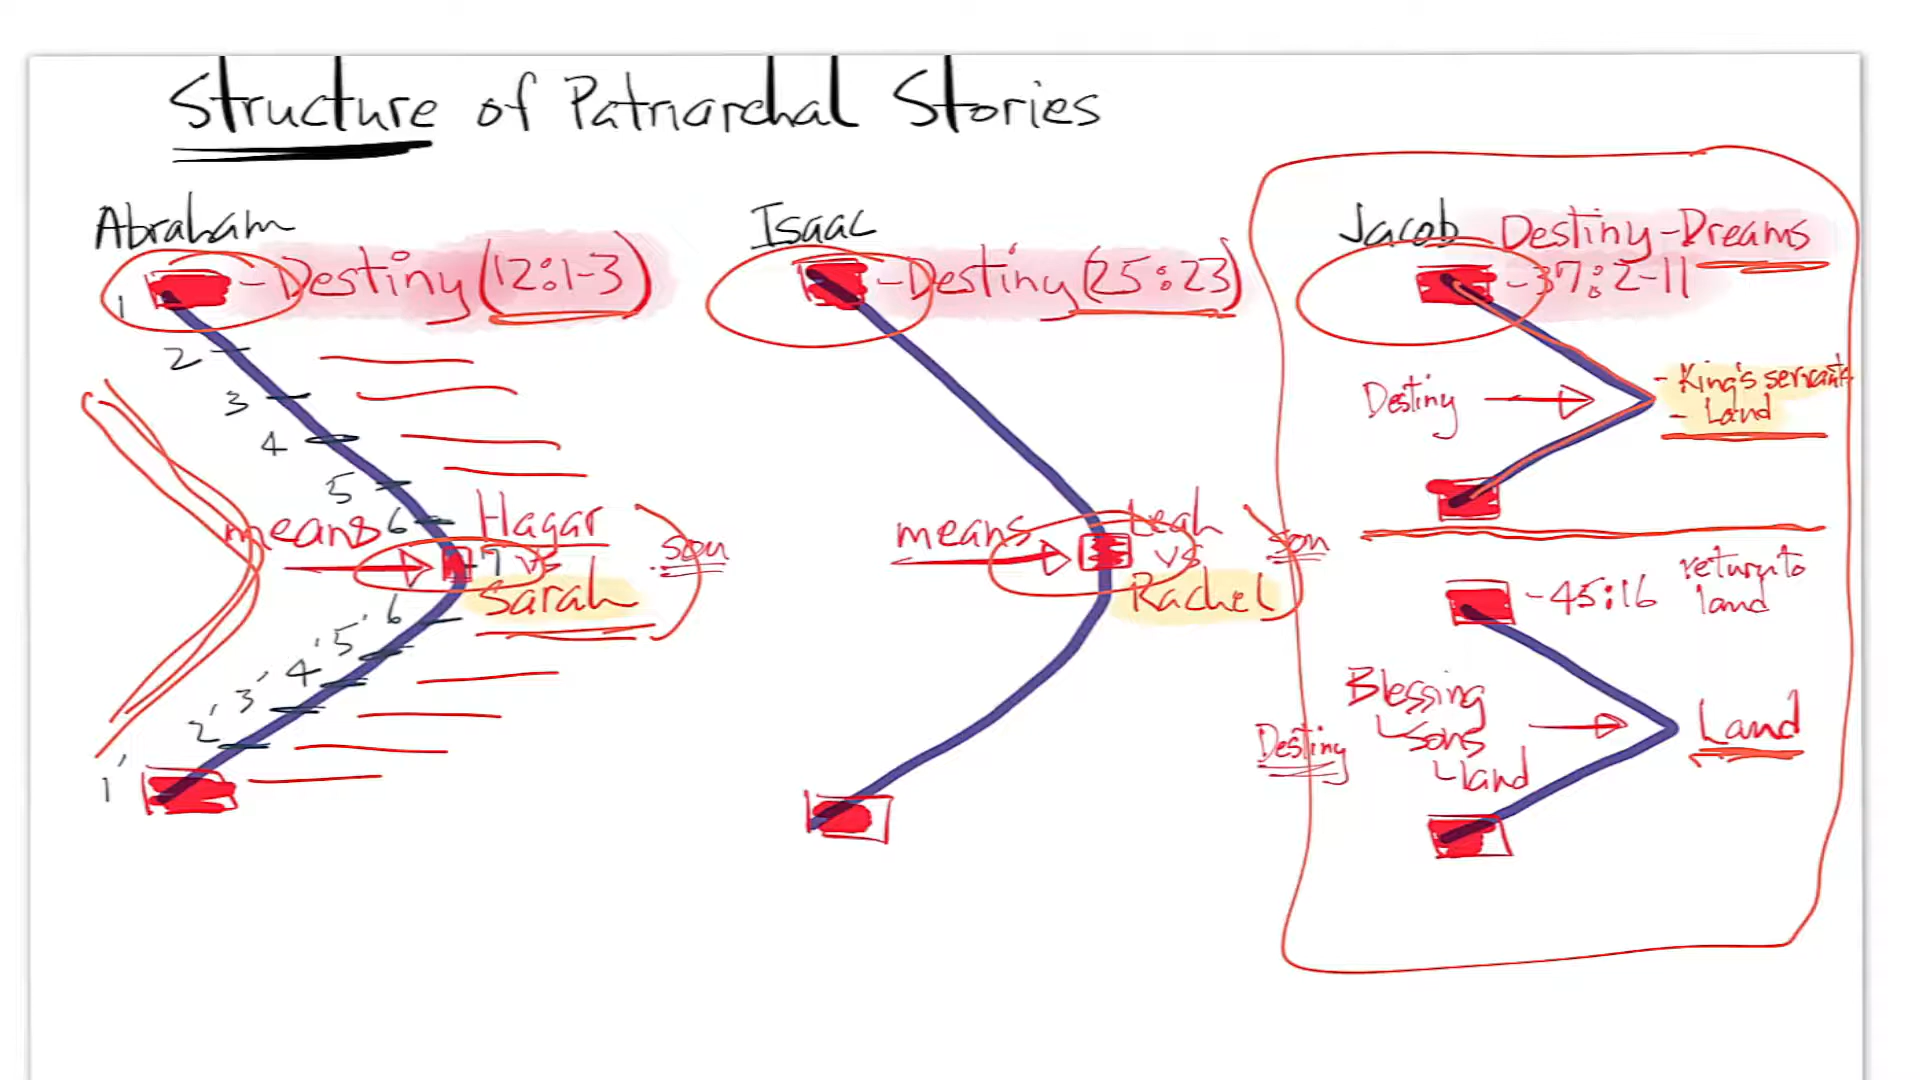 Structure of Patriarchal Stories
Abraham
- Destiny (12:1-3)
1
2
3
4
5
means 6 Hagar
7 vs son
Sarah
6'
5'
4'
3'
2'
1'
Isaac
- Destiny (25:23)
means Leah
vs son
Rachel
Jacob Destiny - Dreams
- 37:2-11
- King's servant
Destiny - Land
- 45:16 return to
land
Blessing
Destiny sons Land
land